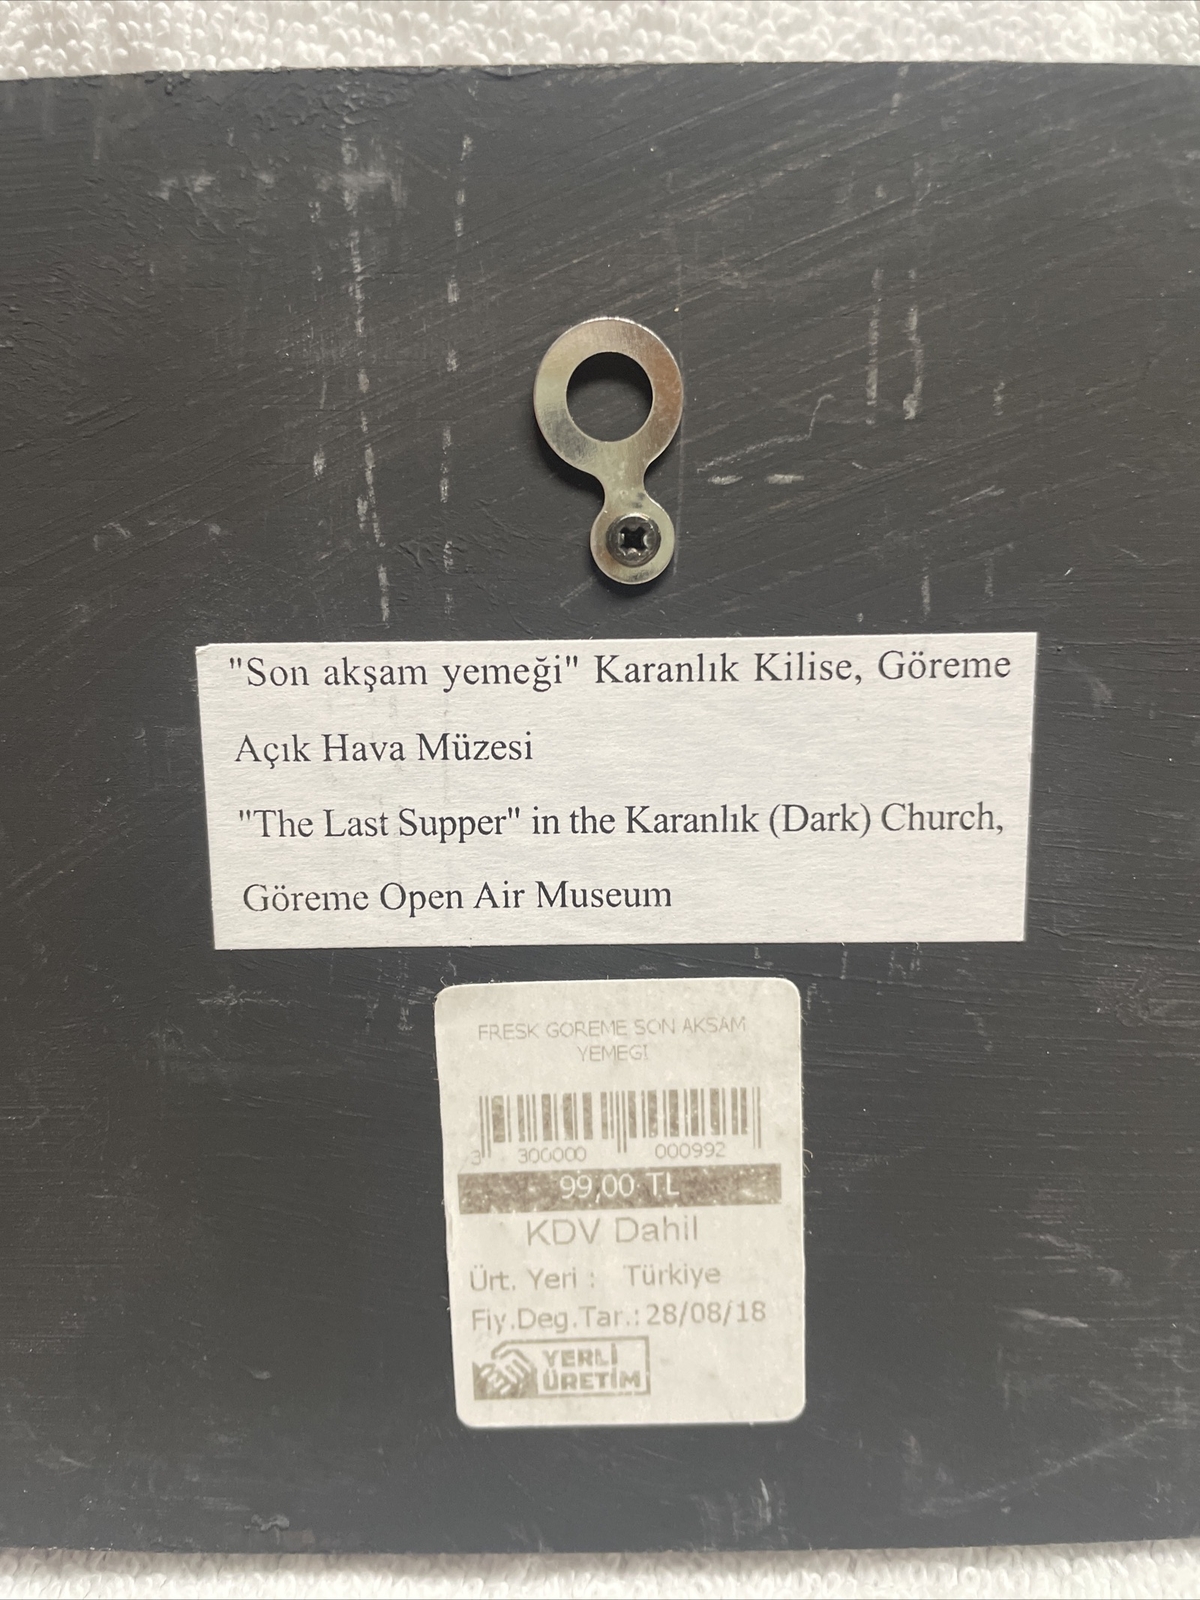 "Son akşam yemeği" Karanlık Kilise, Göreme
Açık Hava Müzesi
"The Last Supper" in the Karanlık (Dark) Church,
Göreme Open Air Museum
FRESK GOREME SON AKSAM
YEMEGI
3 300000 000992
99,00 TL
KDV Dahil
Ürt. Yeri : Türkiye
Fiy.Deg.Tar.:28/08/18
YERLİ
ÜRETİM